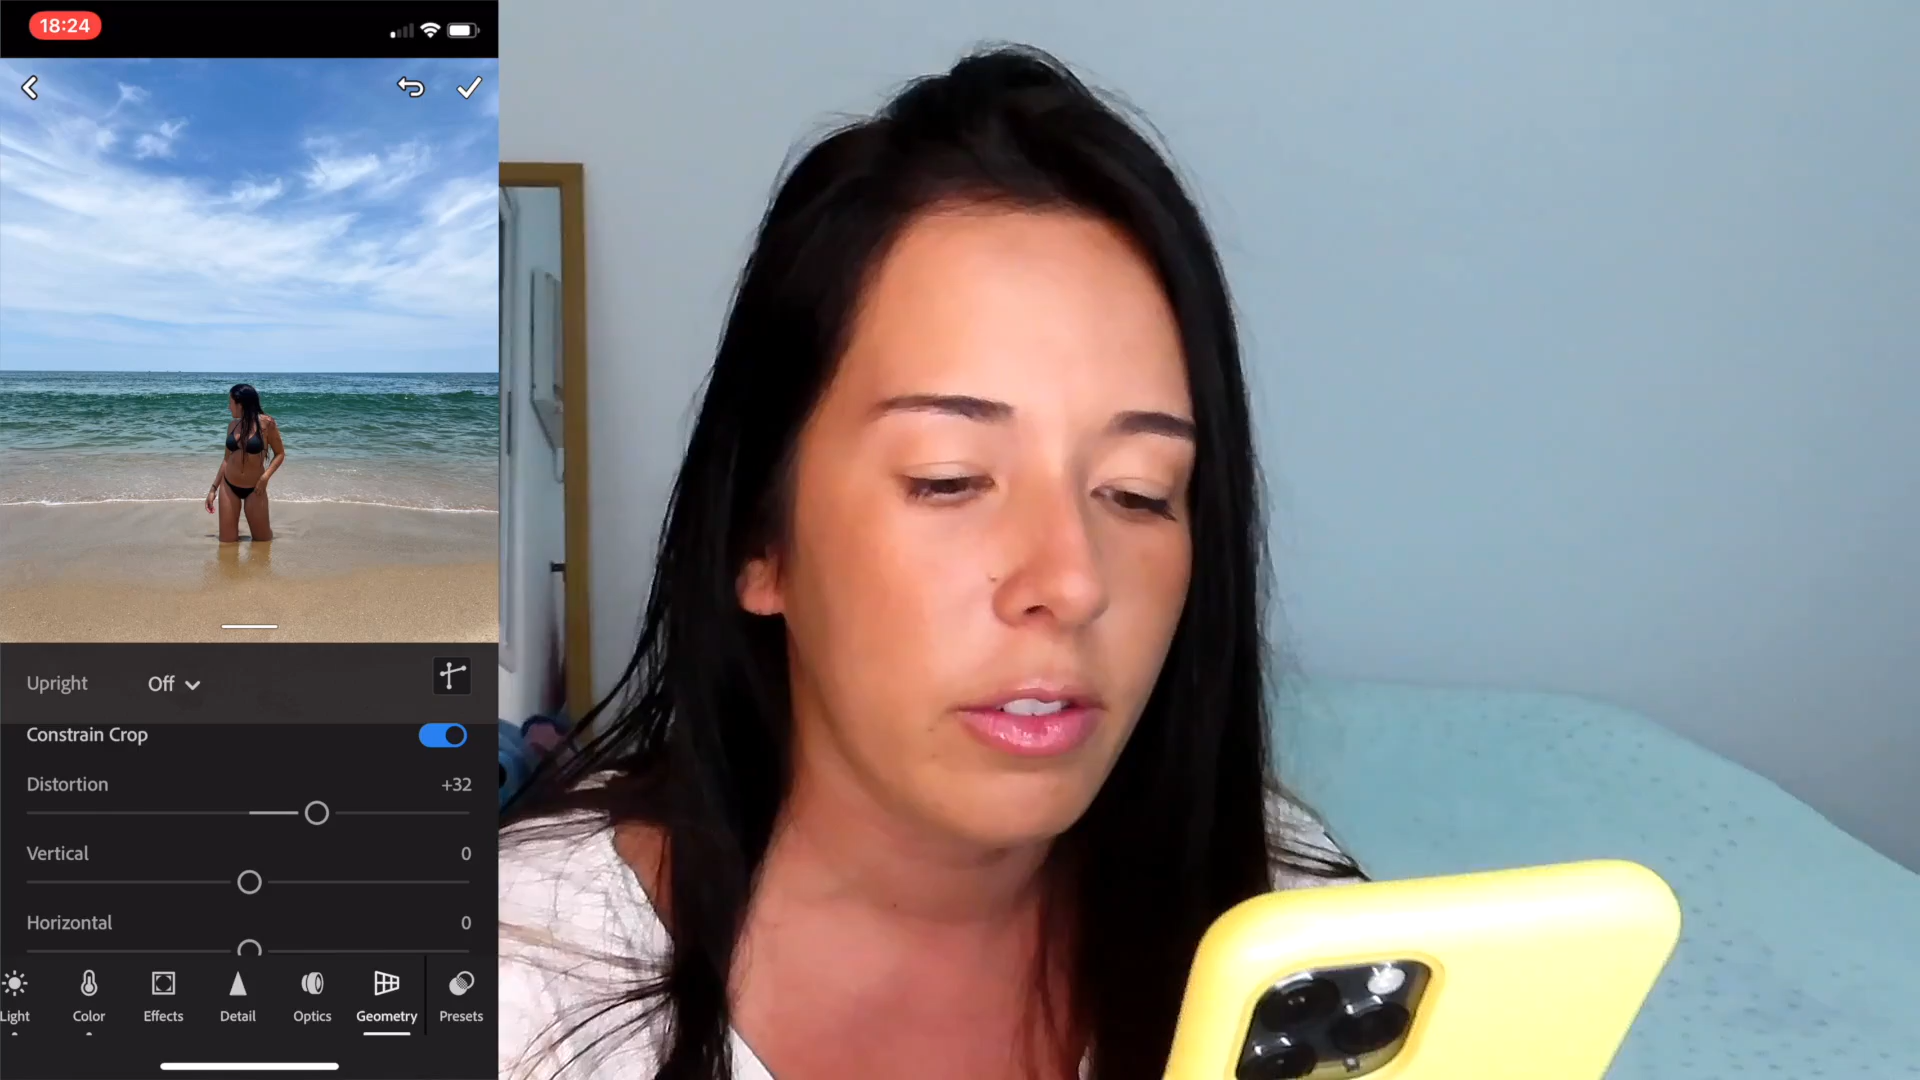 18:24
Upright Off
Constrain Crop
Distortion +32
Vertical 0
Horizontal 0
Light Color Effects Detail Optics Geometry Presets